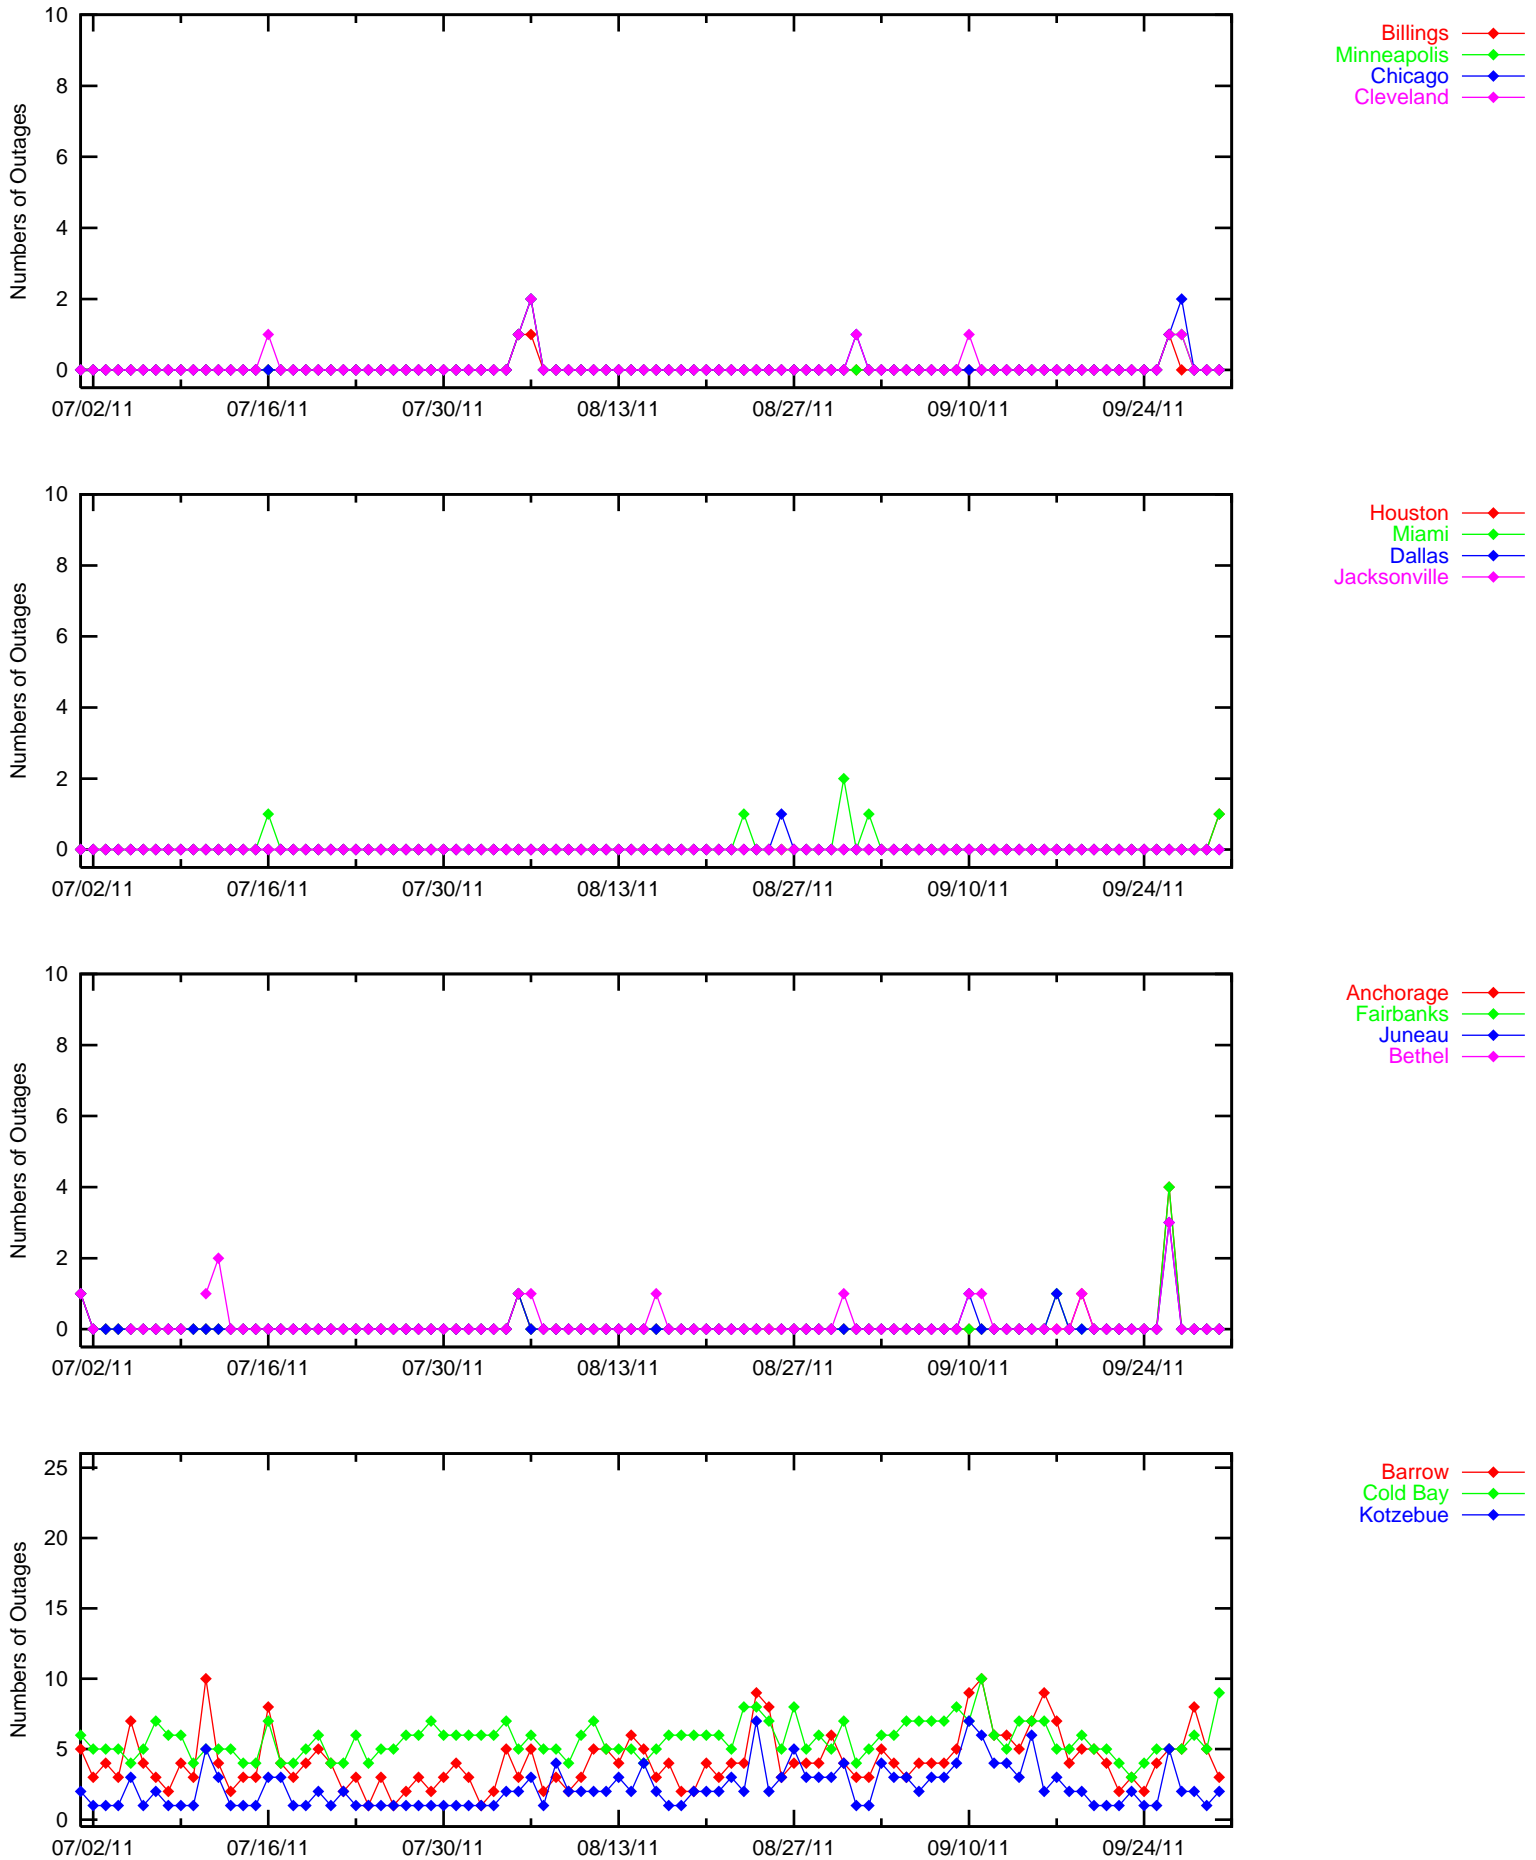 10
8
6
4
2
0
Numbers of Outages
07/02/11 07/16/11 07/30/11 08/13/11 08/27/11 09/10/11 09/24/11
Billings
Minneapolis
Chicago
Cleveland
10
8
6
4
2
0
Numbers of Outages
07/02/11 07/16/11 07/30/11 08/13/11 08/27/11 09/10/11 09/24/11
Houston
Miami
Dallas
Jacksonville
10
8
6
4
2
0
Numbers of Outages
07/02/11 07/16/11 07/30/11 08/13/11 08/27/11 09/10/11 09/24/11
Anchorage
Fairbanks
Juneau
Bethel
25
20
15
10
5
0
Numbers of Outages
07/02/11 07/16/11 07/30/11 08/13/11 08/27/11 09/10/11 09/24/11
Barrow
Cold Bay
Kotzebue